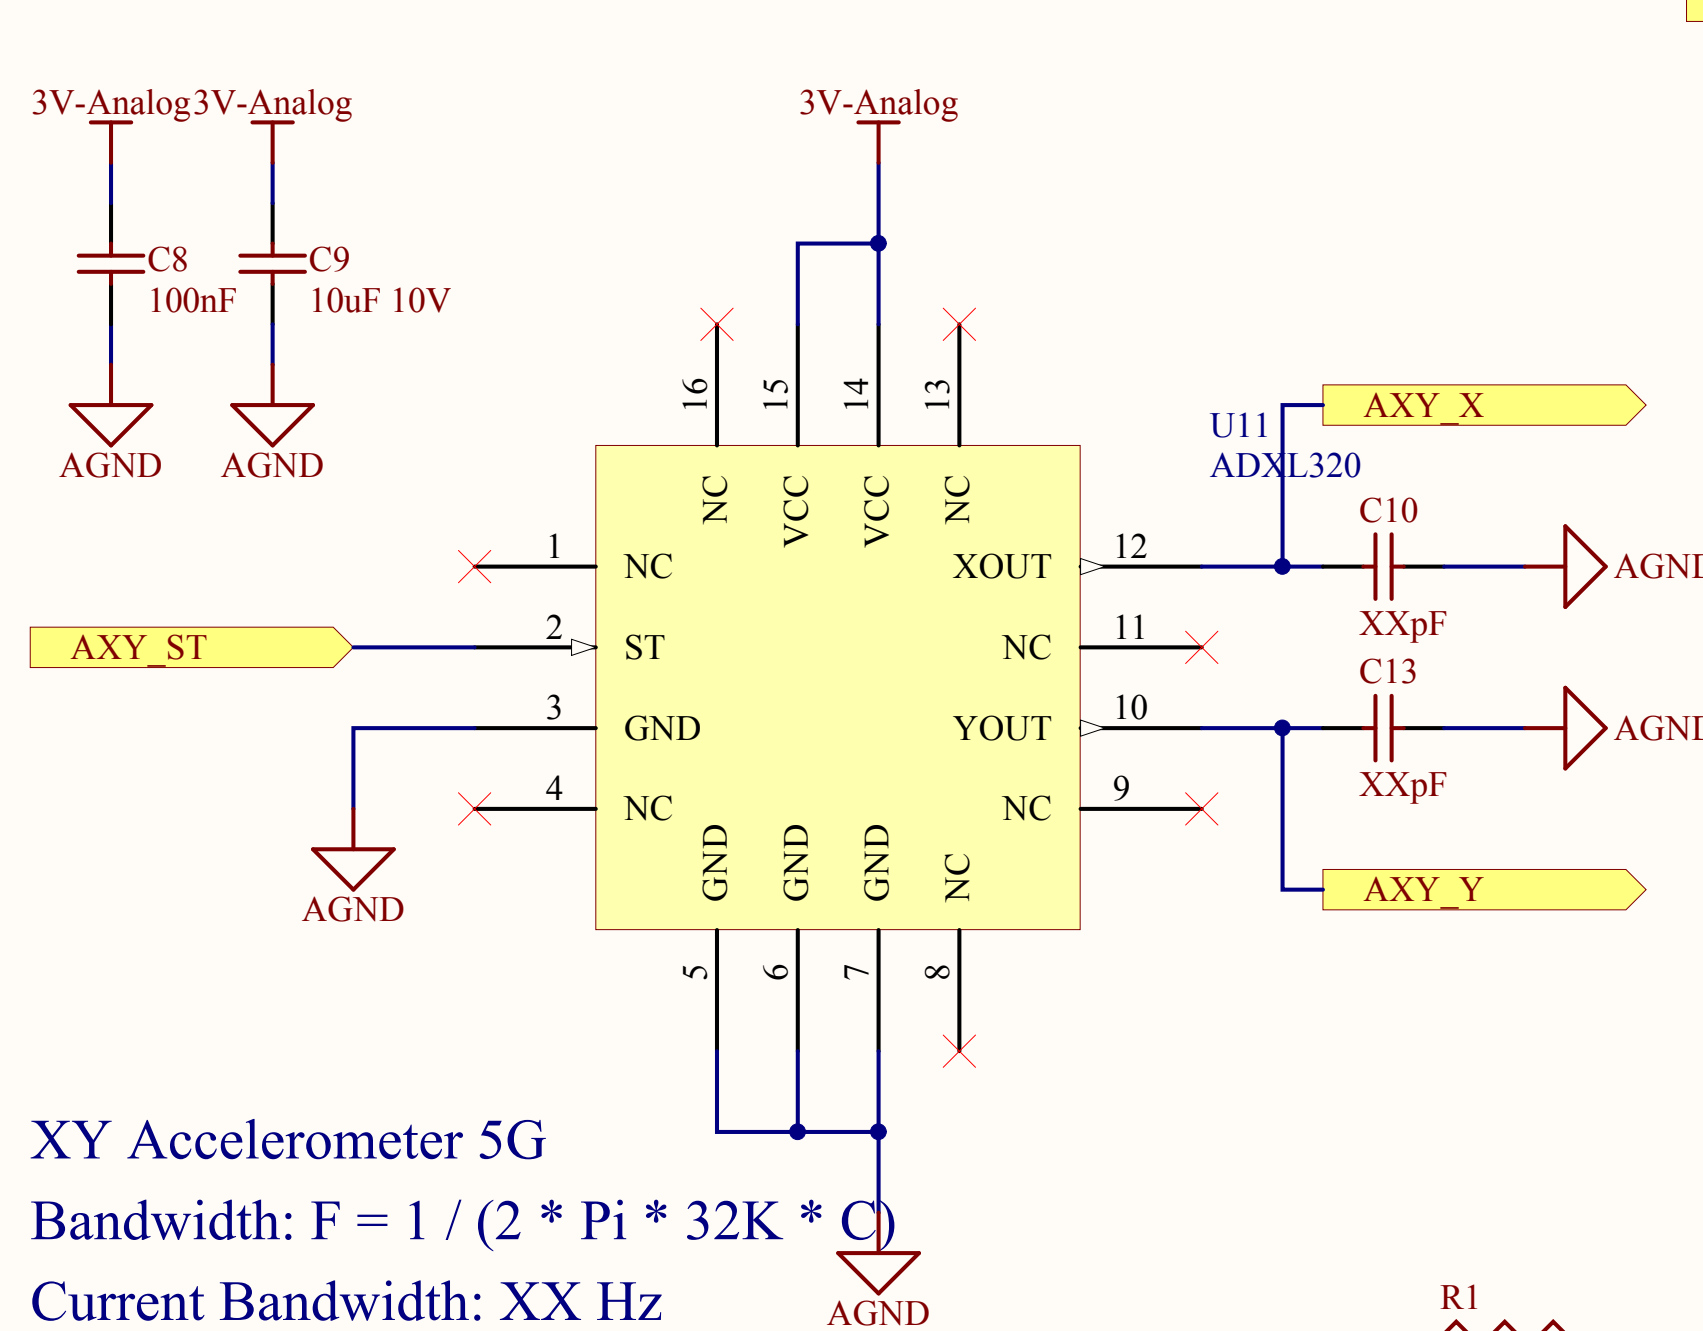 3V-Analog 3V-Analog 3V-Analog
C8 C9
100nF 10uF 10V
AGND AGND
16 15 14 13
NC VCC VCC NC
U11
ADXL320
AXY_X
C10
1 NC XOUT 12
AGND
XXpF
AXY_ST 2 ST NC 11
C13
3 GND YOUT 10
AGND
XXpF
4 NC NC 9
GND GND GND NC
AXY_Y
AGND
5 6 7 8
XY Accelerometer 5G
Bandwidth: F = 1 / (2 * Pi * 32K * C)
Current Bandwidth: XX Hz
AGND
R1